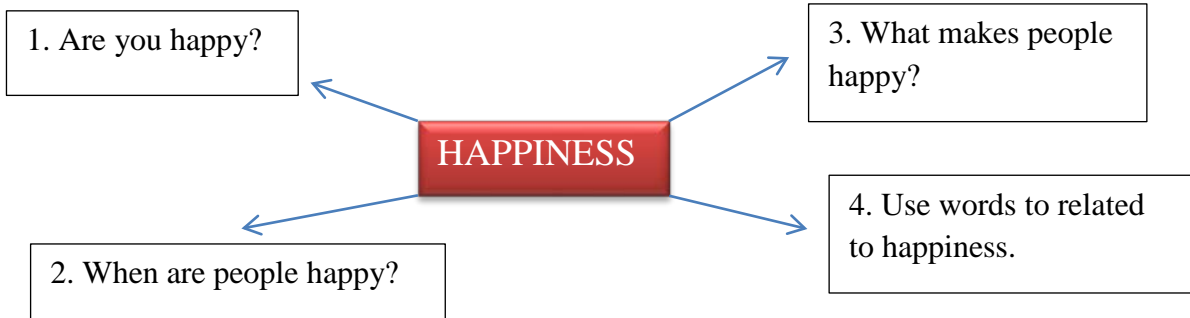 1. Are you happy?
3. What makes people
happy?
HAPPINESS
2. When are people happy?
4. Use words to related
to happiness.